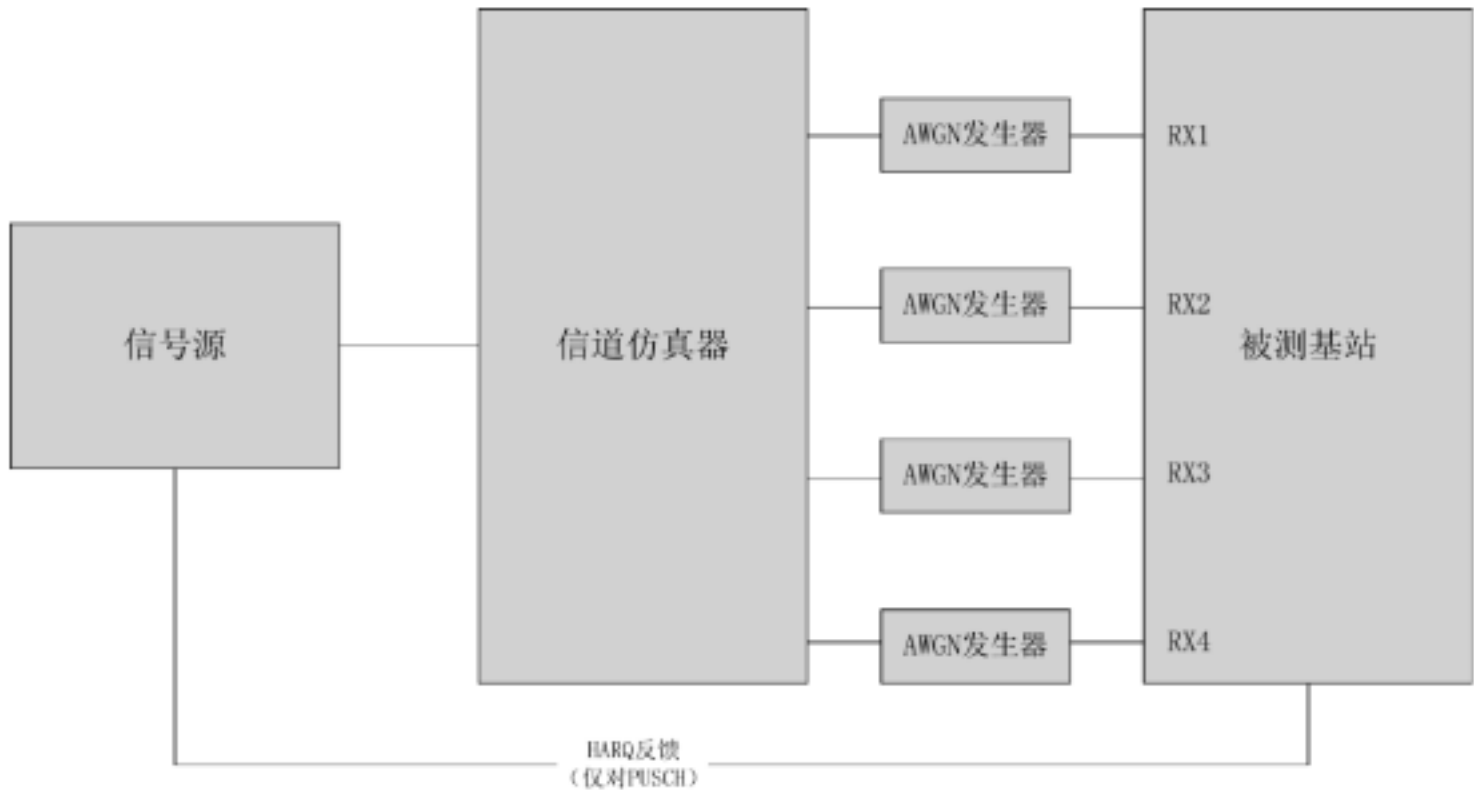 AWGN发生器
RX1
AWGN发生器
RX2
信号源
信道仿真器
被测基站
AWGN发生器
RX3
AWGN发生器
RX4
HARQ反馈
(仅对PUSCH)